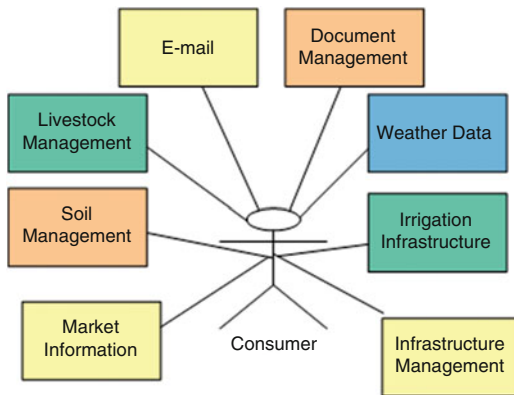 E-mail
Document
Management
Livestock
Management
Weather Data
Soil
Management
Irrigation
Infrastructure
Market
Information
Consumer
Infrastructure
Management